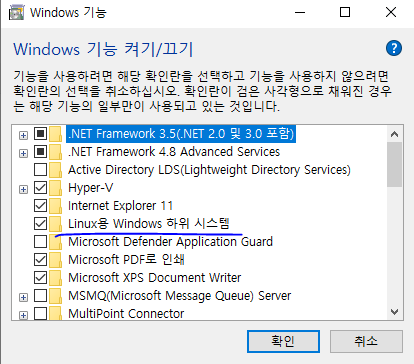 Windows 기능
Windows 기능 켜기/끄기
기능을 사용하려면 해당 확인란을 선택하고 기능을 사용하지 않으려면
확인란의 선택을 취소하십시오. 확인란이 검은 사각형으로 채워진 경우
는 해당 기능의 일부만이 사용되고 있는 것입니다.
.NET Framework 3.5(.NET 2.0 및 3.0 포함)
.NET Framework 4.8 Advanced Services
Active Directory LDS(Lightweight Directory Services)
Hyper-V
Internet Explorer 11
Linux용 Windows 하위 시스템
Microsoft Defender Application Guard
Microsoft PDF로 인쇄
Microsoft XPS Document Writer
MSMQ(Microsoft Message Queue) Server
MultiPoint Connector
확인
취소